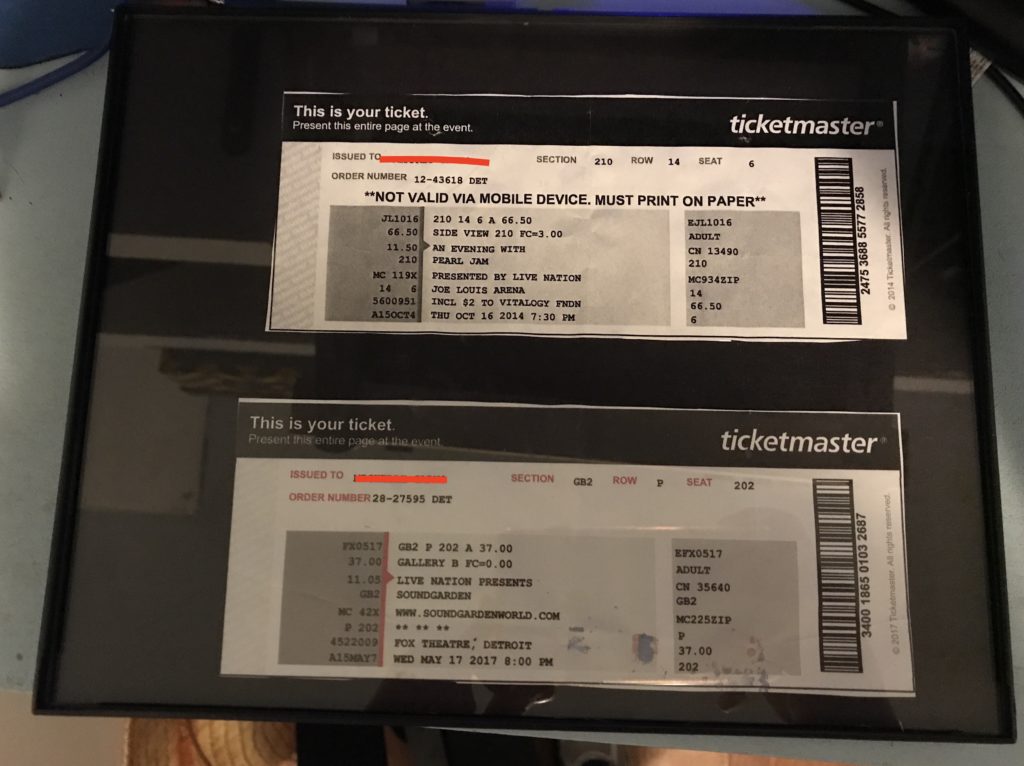 This is your ticket.
Present this entire page at the event.
ticketmaster®
ISSUED TO
SECTION 210 ROW 14 SEAT 6
ORDER NUMBER 12-43618 DET
**NOT VALID VIA MOBILE DEVICE. MUST PRINT ON PAPER**
JL1016 210 14 6 A 66.50 EJL1016
66.50 SIDE VIEW 210 FC=3.00 ADULT
11.50 AN EVENING WITH CN 13490
210 PEARL JAM 210
MC 119X PRESENTED BY LIVE NATION MC934ZIP
14 6 JOE LOUIS ARENA 14
5600951 INCL $2 TO VITALOGY FNDN 66.50
A15OCT4 THU OCT 16 2014 7:30 PM 6
2475 3688 5577 2858
© 2014 Ticketmaster. All rights reserved.
This is your ticket.
Present this entire page at the event.
ticketmaster®
ISSUED TO
SECTION GB2 ROW P SEAT 202
ORDER NUMBER 28-27595 DET
FX0517 GB2 P 202 A 37.00 EFX0517
37.00 GALLERY B FC=0.00 ADULT
11.05 LIVE NATION PRESENTS CN 35640
GB2 SOUNDGARDEN GB2
MC 42X WWW.SOUNDGARDENWORLD.COM MC225ZIP
P 202 ** ** ** P
4522009 FOX THEATRE, DETROIT 37.00
A15MAY7 WED MAY 17 2017 8:00 PM 202
3400 1865 0103 2687
© 2017 Ticketmaster. All rights reserved.